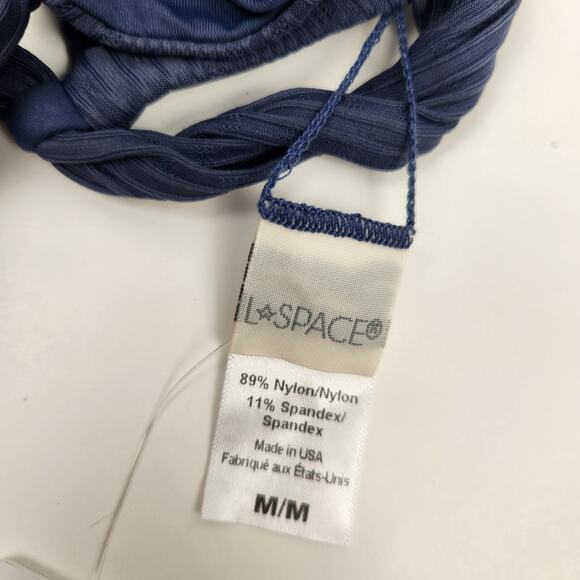 L☆SPACE®
89% Nylon/Nylon
11% Spandex/
Spandex
Made in USA
Fabriqué aux États-Unis
M/M